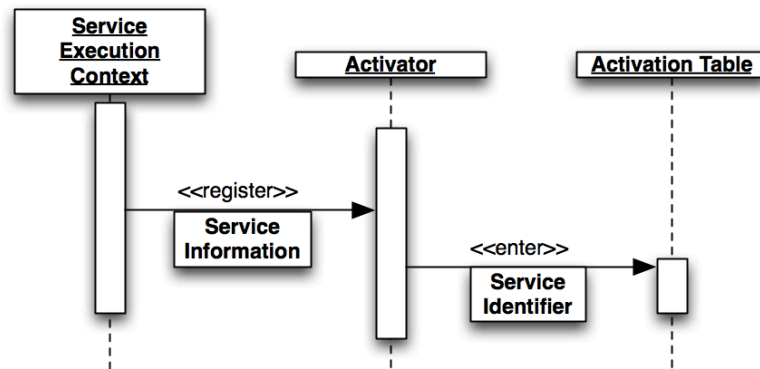 Service
Execution
Context
Activator
Activation Table
<<register>>
Service
Information
<<enter>>
Service
Identifier